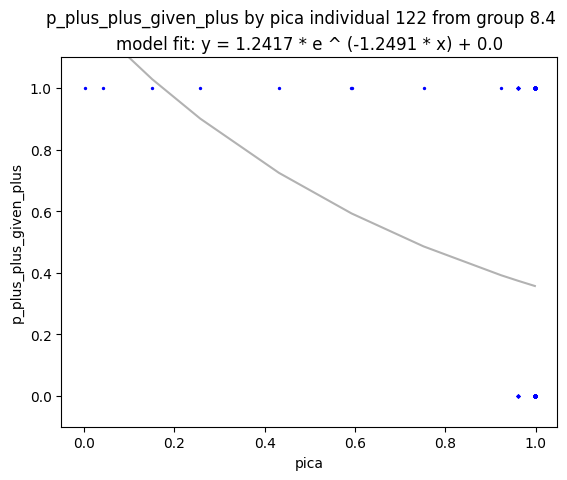 p_plus_plus_given_plus by pica individual 122 from group 8.4
model fit: y = 1.2417 * e ^ (-1.2491 * x) + 0.0
1.0
0.8
0.6
0.4
0.2
0.0
p_plus_plus_given_plus
0.0 0.2 0.4 0.6 0.8 1.0
pica